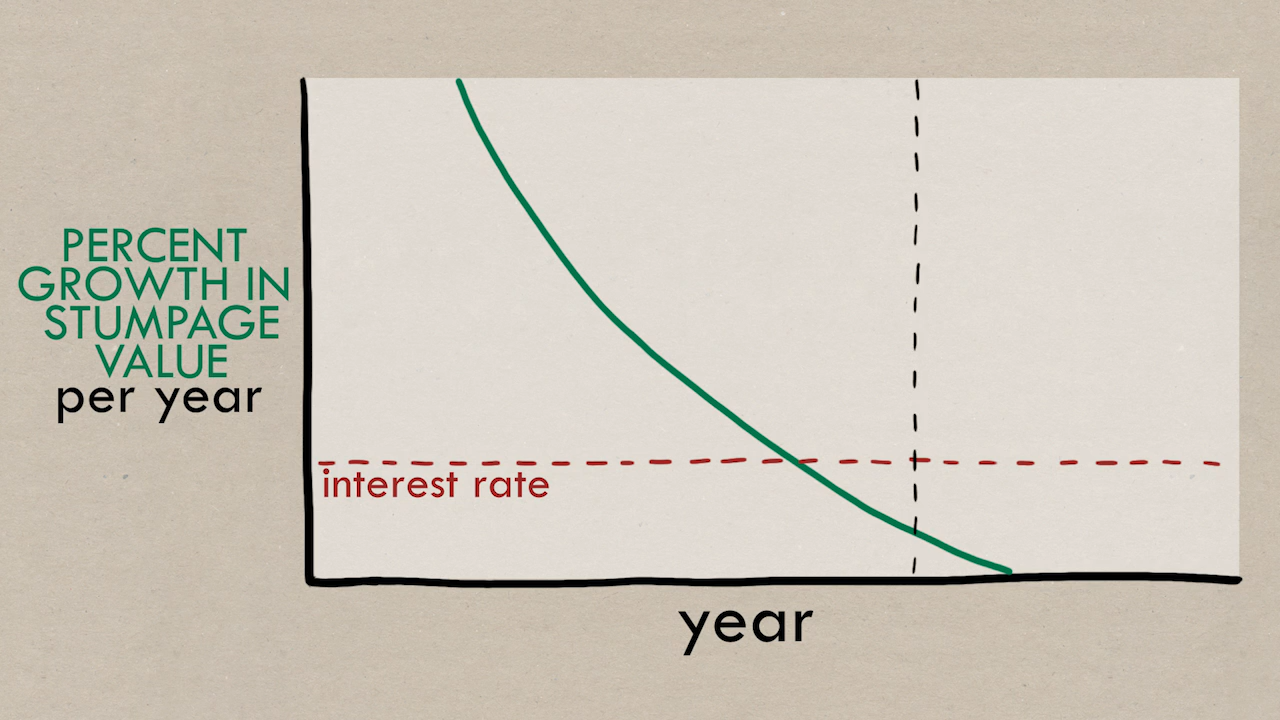 PERCENT
GROWTH IN
STUMPAGE
VALUE
per year
interest rate
year